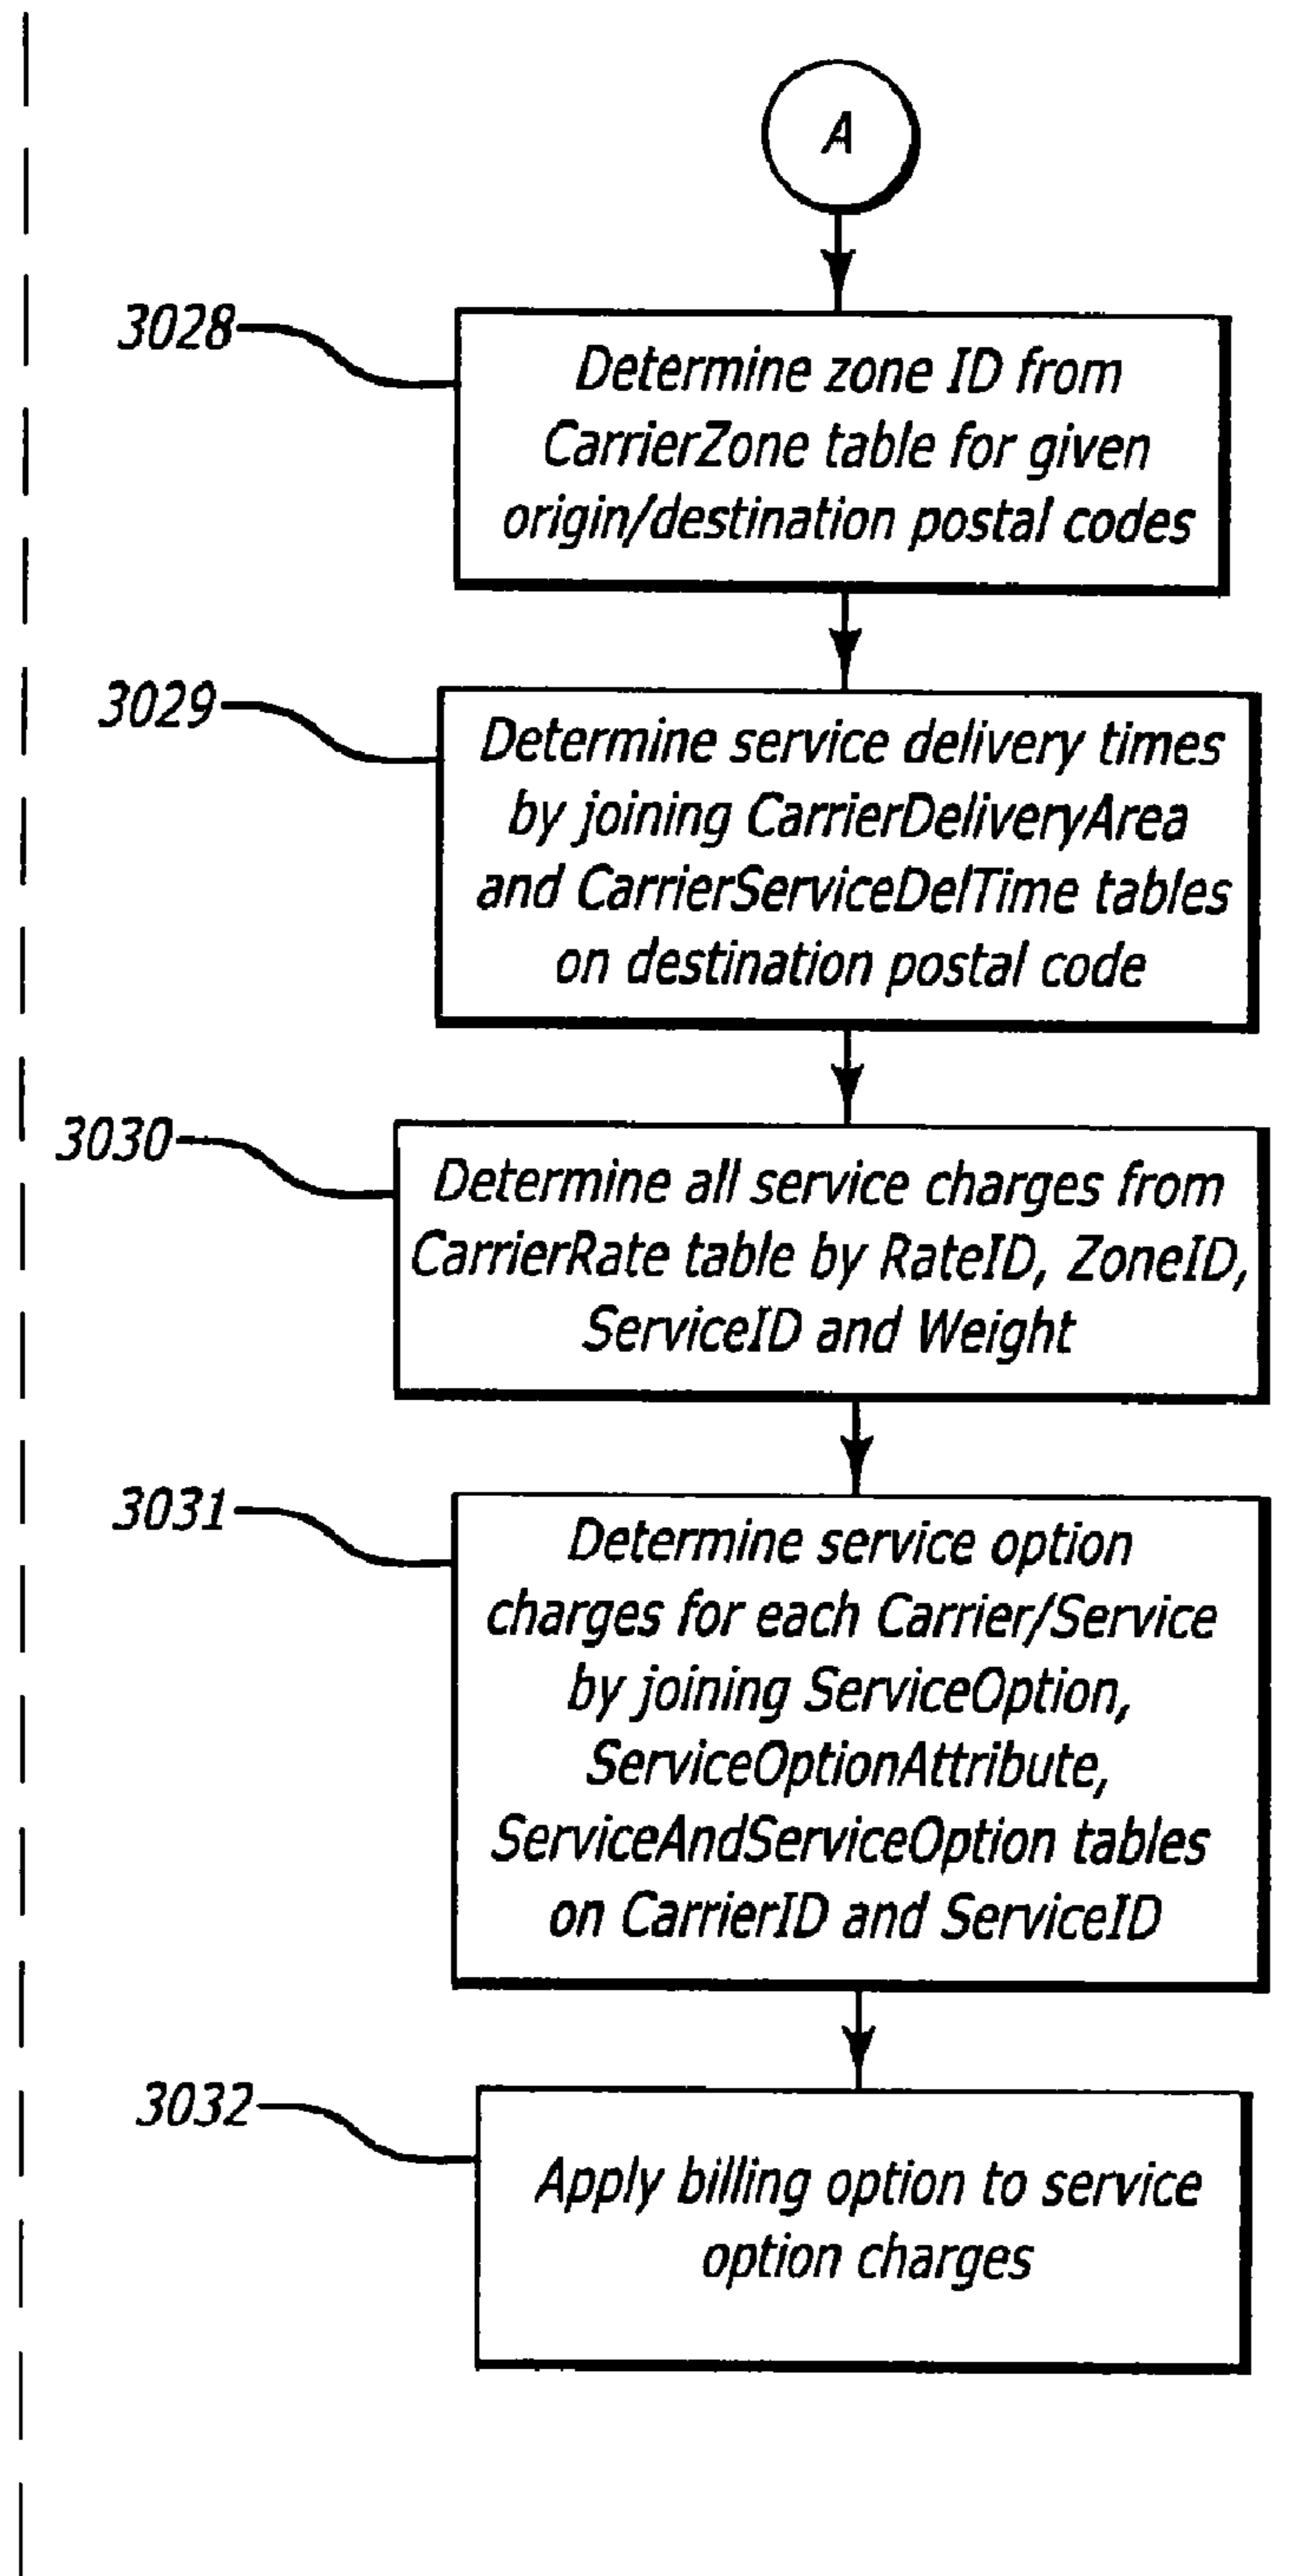 A
3028
Determine zone ID from
CarrierZone table for given
origin/destination postal codes
3029
Determine service delivery times
by joining CarrierDeliveryArea
and CarrierServiceDelTime tables
on destination postal code
3030
Determine all service charges from
CarrierRate table by RateID, ZoneID,
ServiceID and Weight
3031
Determine service option
charges for each Carrier/Service
by joining ServiceOption,
ServiceOptionAttribute,
ServiceAndServiceOption tables
on CarrierID and ServiceID
3032
Apply billing option to service
option charges